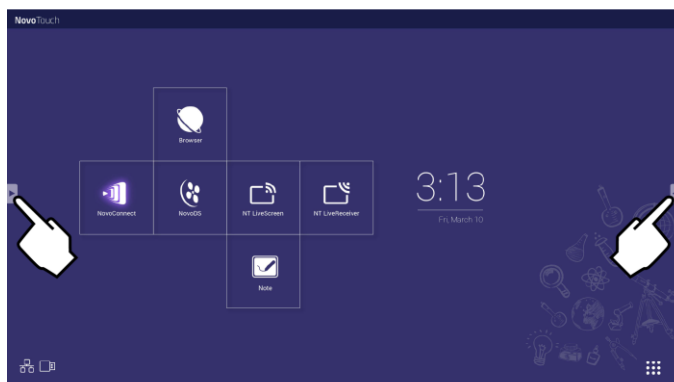 NovoTouch
Browser
NovoConnect
NovoDS
NT LiveScreen
NT LiveReceiver
3:13
Fri, March 10
Note